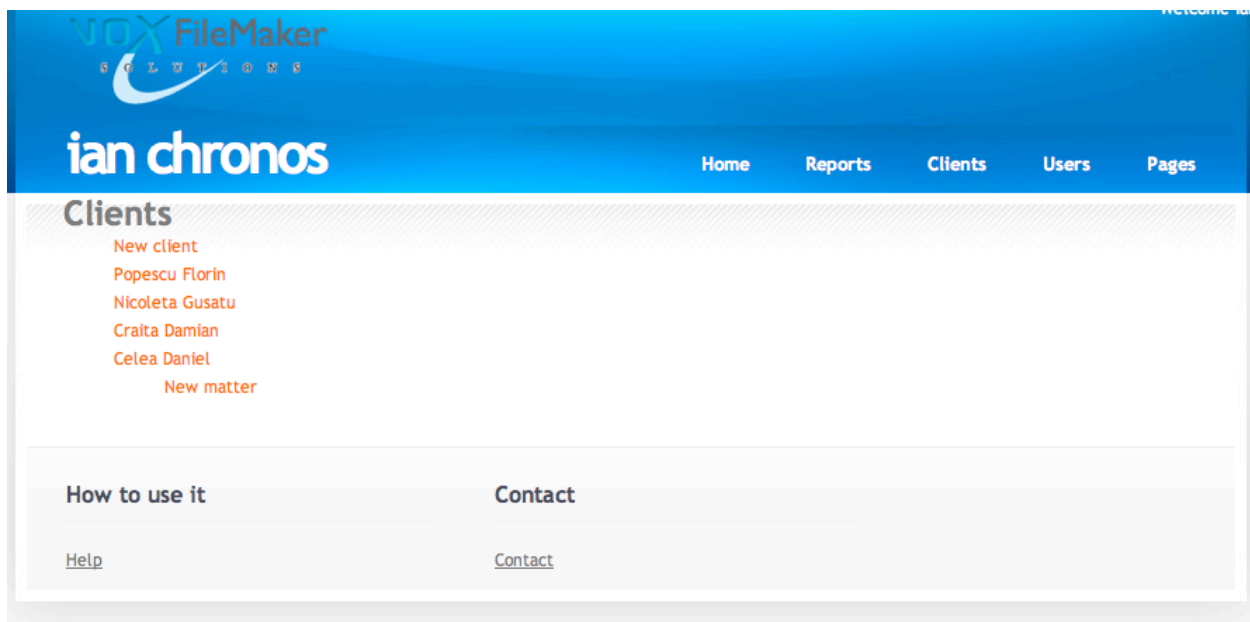 Welcome
VOX FileMaker
SOLUTIONS
ian chronos
Home Reports Clients Users Pages
Clients
New client
Popescu Florin
Nicoleta Gusatu
Craita Damian
Celea Daniel
New matter
How to use it Contact
Help Contact